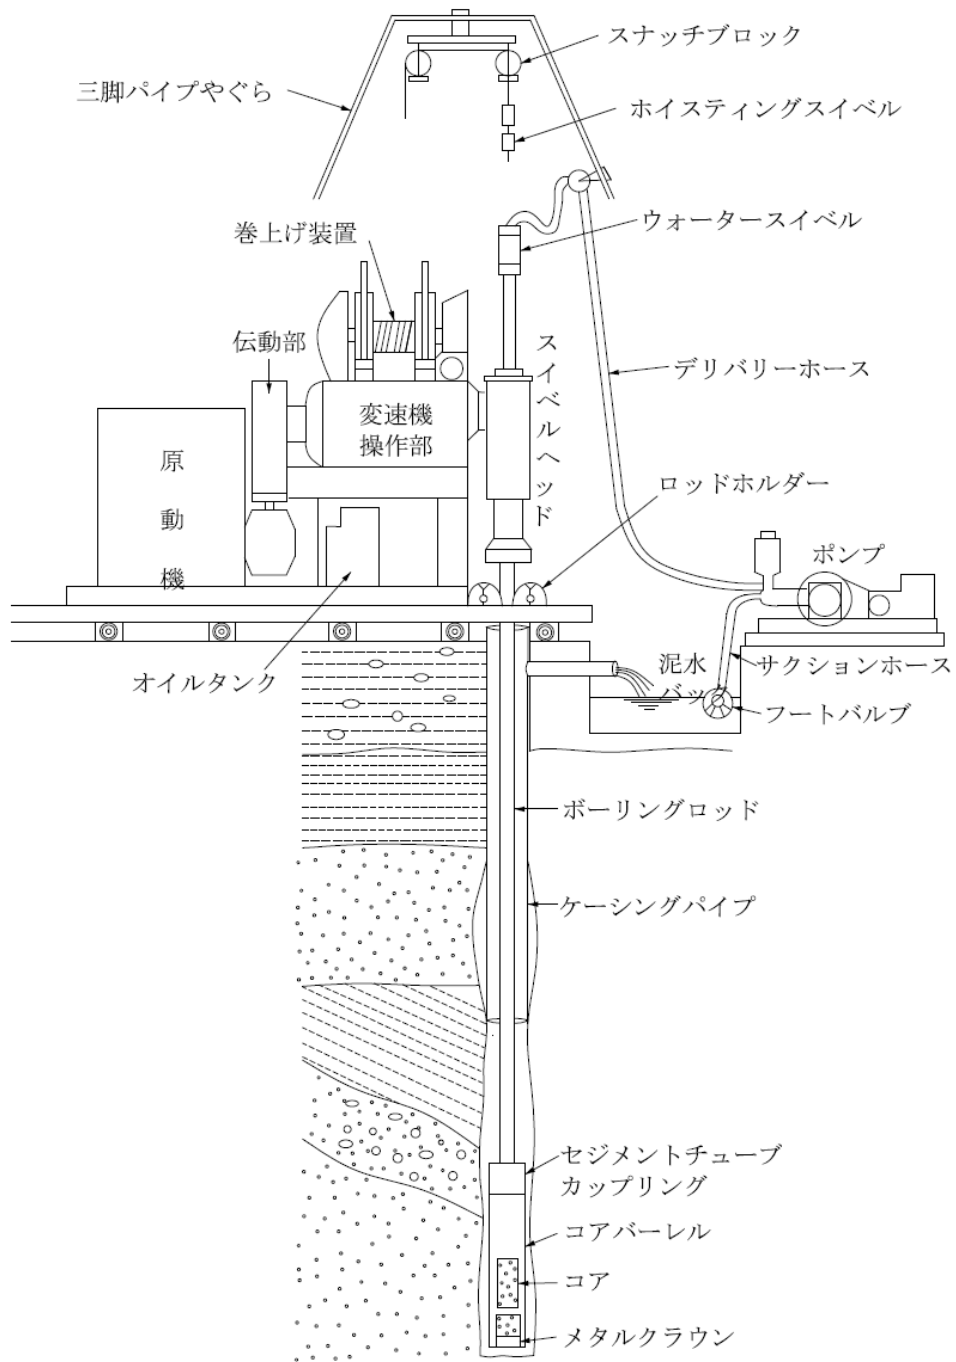 スナッチブロック
三脚パイプやぐら
ホイスティングスイベル
ウォータースイベル
巻上げ装置
伝動部
スイベルヘッド
デリバリーホース
変速機
操作部
原動機
ロッドホルダー
ポンプ
オイルタンク
泥水
バック
サクションホース
フートバルブ
ボーリングロッド
ケーシングパイプ
セジメントチューブ
カップリング
コアバーレル
コア
メタルクラウン